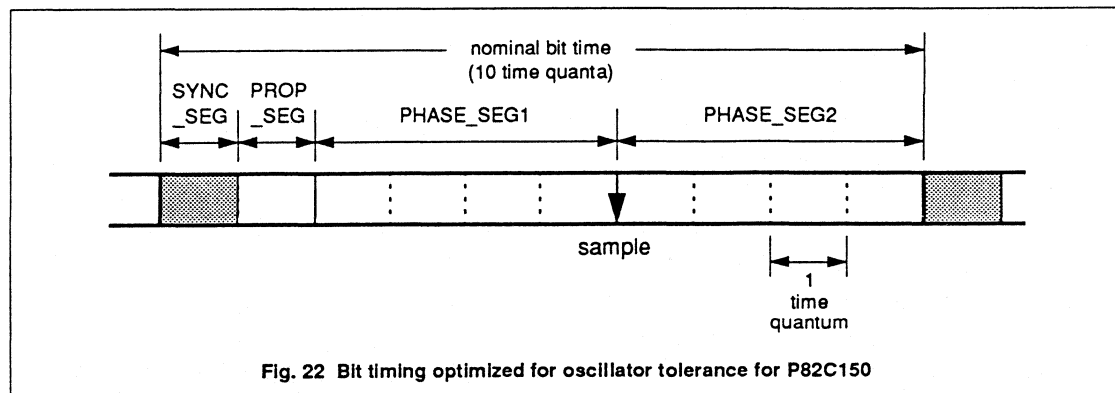 nominal bit time
(10 time quanta)
SYNC
_SEG
PROP
_SEG
PHASE_SEG1
PHASE_SEG2
sample
1
time
quantum
Fig. 22 Bit timing optimized for oscillator tolerance for P82C150